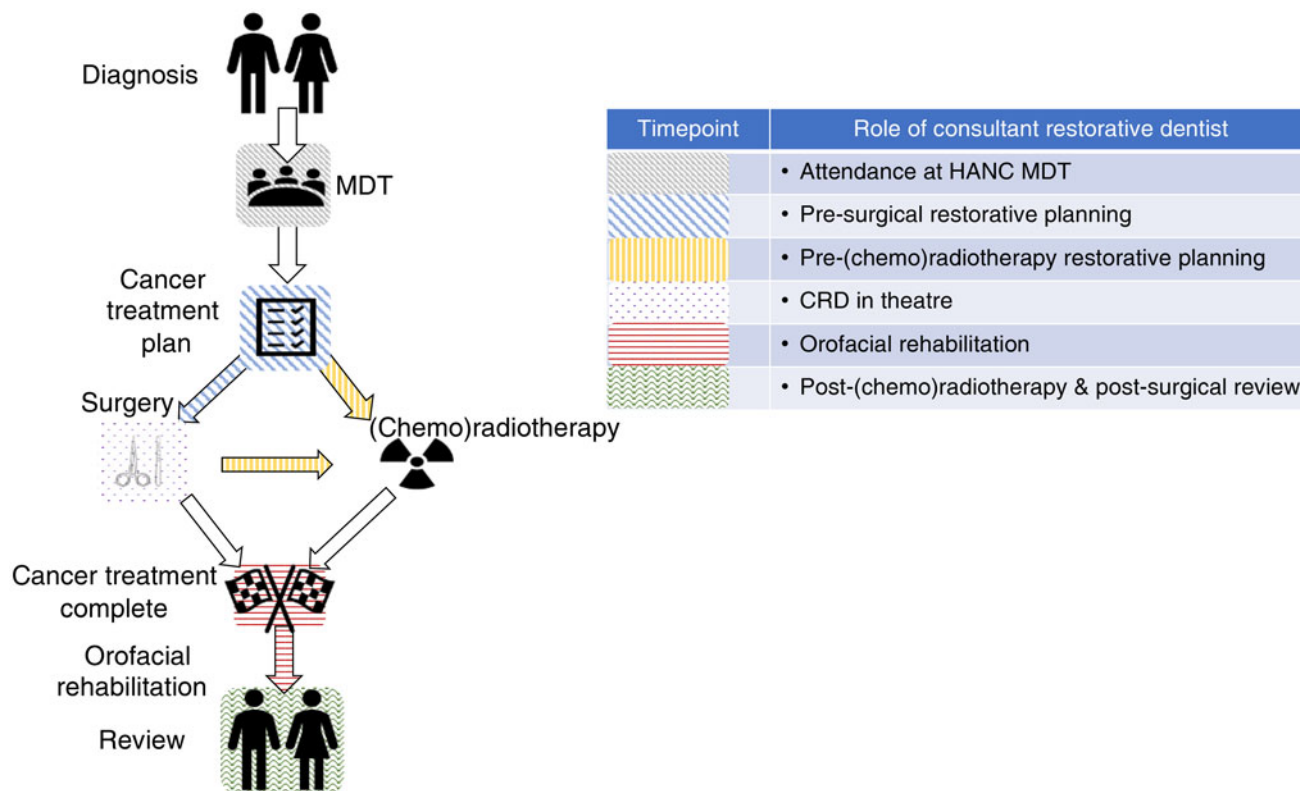 Diagnosis
MDT
Cancer
treatment
plan
Surgery
(Chemo)radiotherapy
Cancer treatment
complete
Orofacial
rehabilitation
Review
Timepoint Role of consultant restorative dentist
• Attendance at HANC MDT
• Pre-surgical restorative planning
• Pre-(chemo)radiotherapy restorative planning
• CRD in theatre
• Orofacial rehabilitation
• Post-(chemo)radiotherapy & post-surgical review